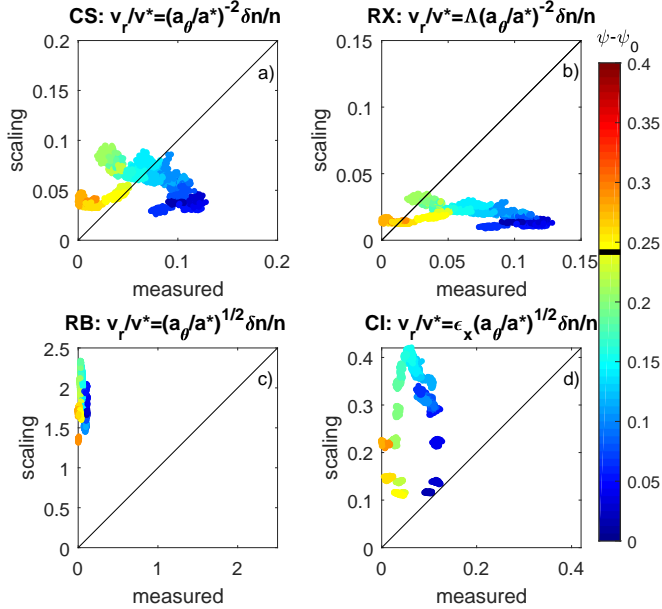 CS: v_r/v*=(a_θ/a*)^-2 δn/n
a)
scaling
0.2
0.15
0.1
0.05
0
0
0.1
0.2
measured
RX: v_r/v*=Λ(a_θ/a*)^-2 δn/n
b)
scaling
0.15
0.1
0.05
0
0
0.05
0.1
0.15
measured
ψ-ψ_0
0.4
0.35
0.3
0.25
0.2
0.15
0.1
0.05
0
RB: v_r/v*=(a_θ/a*)^1/2 δn/n
c)
scaling
2.5
2
1.5
1
0.5
0
0
1
2
measured
CI: v_r/v*=ϵ_x(a_θ/a*)^1/2 δn/n
d)
scaling
0.4
0.3
0.2
0.1
0
0
0.2
0.4
measured